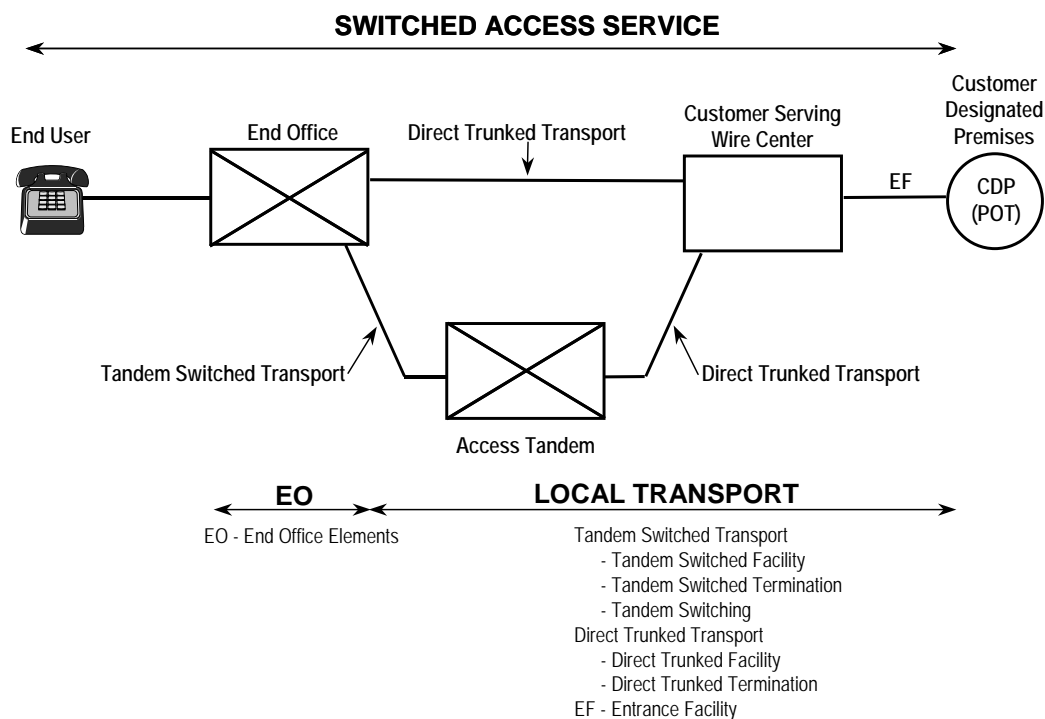 SWITCHED ACCESS SERVICE
Customer
Designated
Premises
End User
End Office
Direct Trunked Transport
Customer Serving
Wire Center
EF
CDP
(POT)
Tandem Switched Transport
Direct Trunked Transport
Access Tandem
EO
LOCAL TRANSPORT
EO - End Office Elements
Tandem Switched Transport
- Tandem Switched Facility
- Tandem Switched Termination
- Tandem Switching
Direct Trunked Transport
- Direct Trunked Facility
- Direct Trunked Termination
EF - Entrance Facility